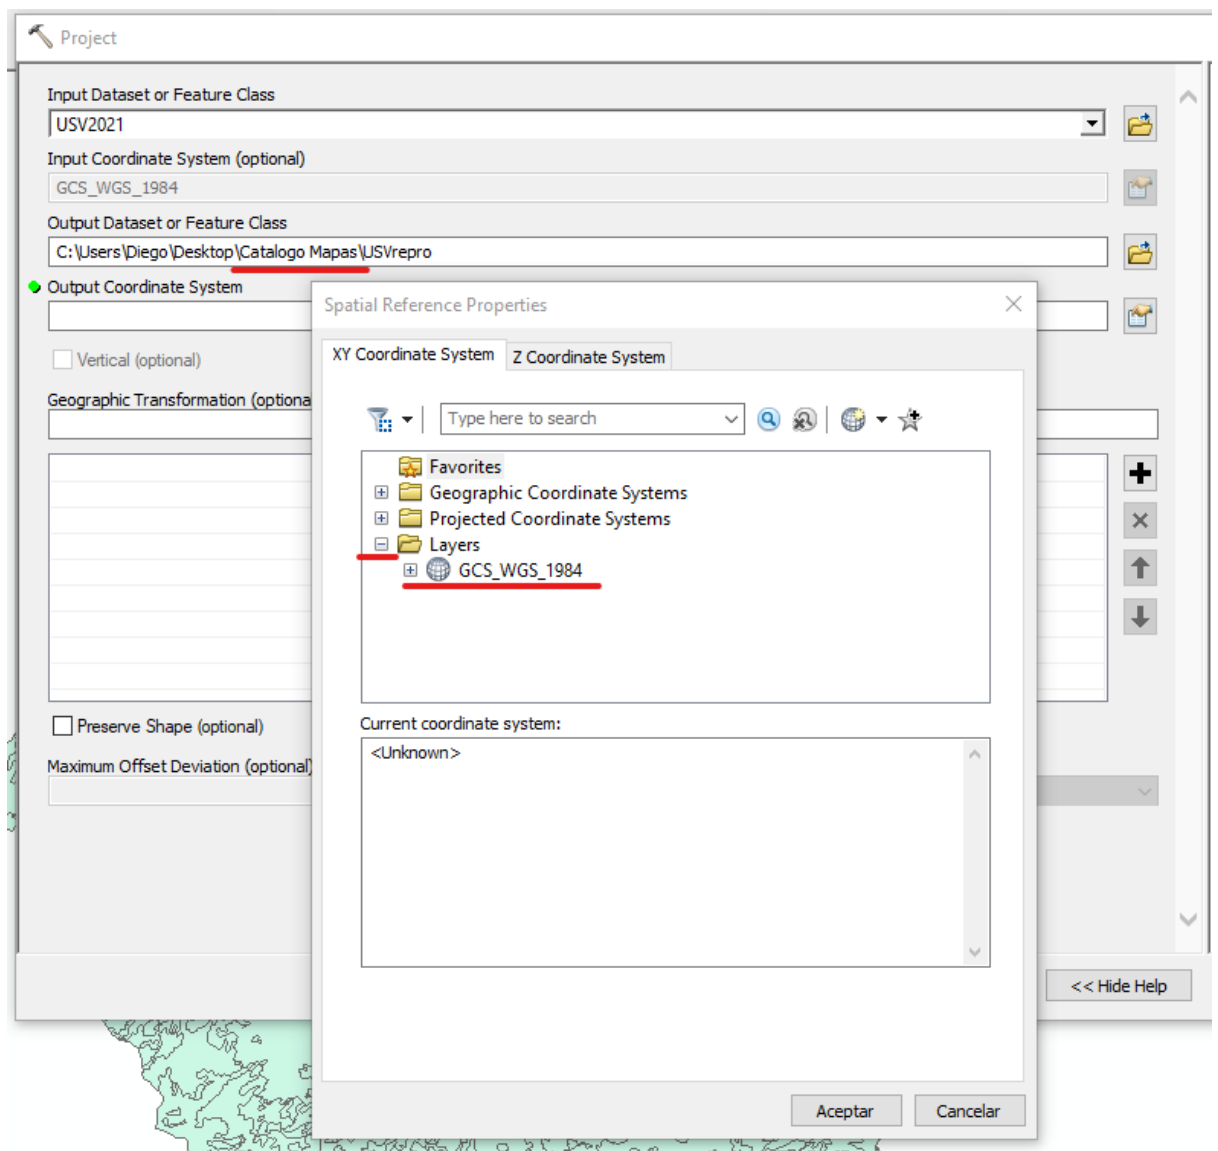 Project
Input Dataset or Feature Class
USV2021
Input Coordinate System (optional)
GCS_WGS_1984
Output Dataset or Feature Class
C:\Users\Diego\Desktop\Catalogo Mapas\USVrepro
Output Coordinate System
Vertical (optional)
Geographic Transformation (optiona
Preserve Shape (optional)
Maximum Offset Deviation (optional)
<< Hide Help
Spatial Reference Properties
XY Coordinate System
Z Coordinate System
Type here to search
Favorites
Geographic Coordinate Systems
Projected Coordinate Systems
Layers
GCS_WGS_1984
Current coordinate system:
<Unknown>
Aceptar
Cancelar